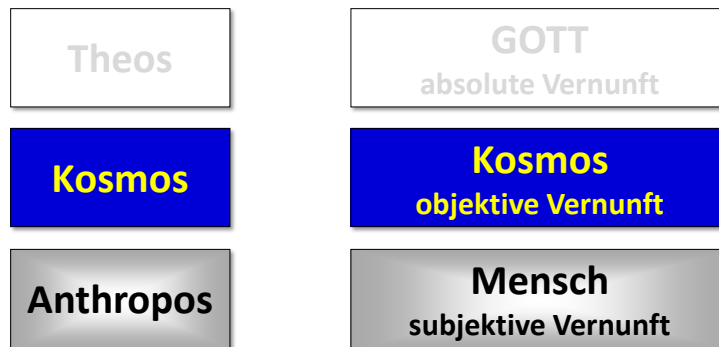 Theos
GOTT
absolute Vernunft
Kosmos
Kosmos
objektive Vernunft
Anthropos
Mensch
subjektive Vernunft